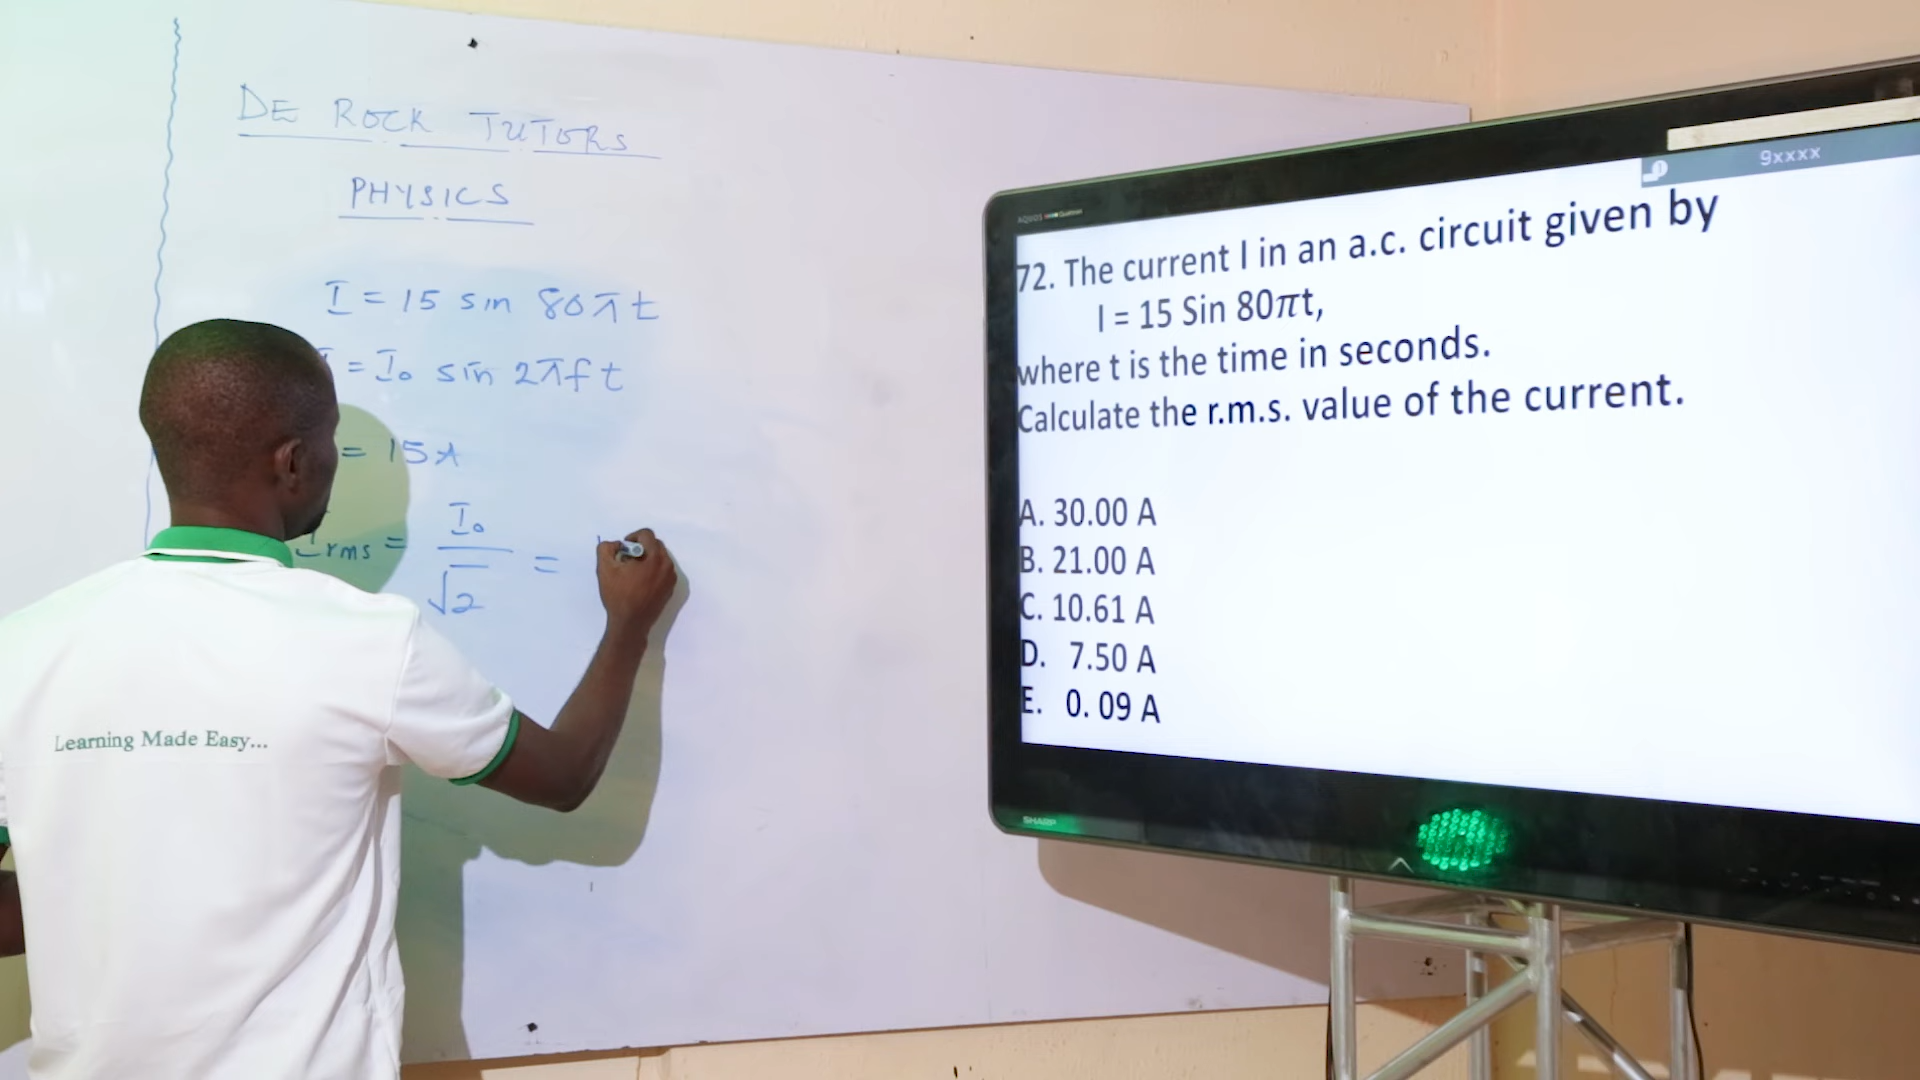 DE ROCK TUTORS
PHYSICS
I = 15 sin 80πt
= I₀ sin 2πft
= 15A
Irms = I₀/√2 =
Learning Made Easy...
AQUOS
9xxxx
72. The current I in an a.c. circuit given by
I = 15 Sin 80πt,
where t is the time in seconds.
Calculate the r.m.s. value of the current.
A. 30.00 A
B. 21.00 A
C. 10.61 A
D. 7.50 A
E. 0. 09 A
SHARP